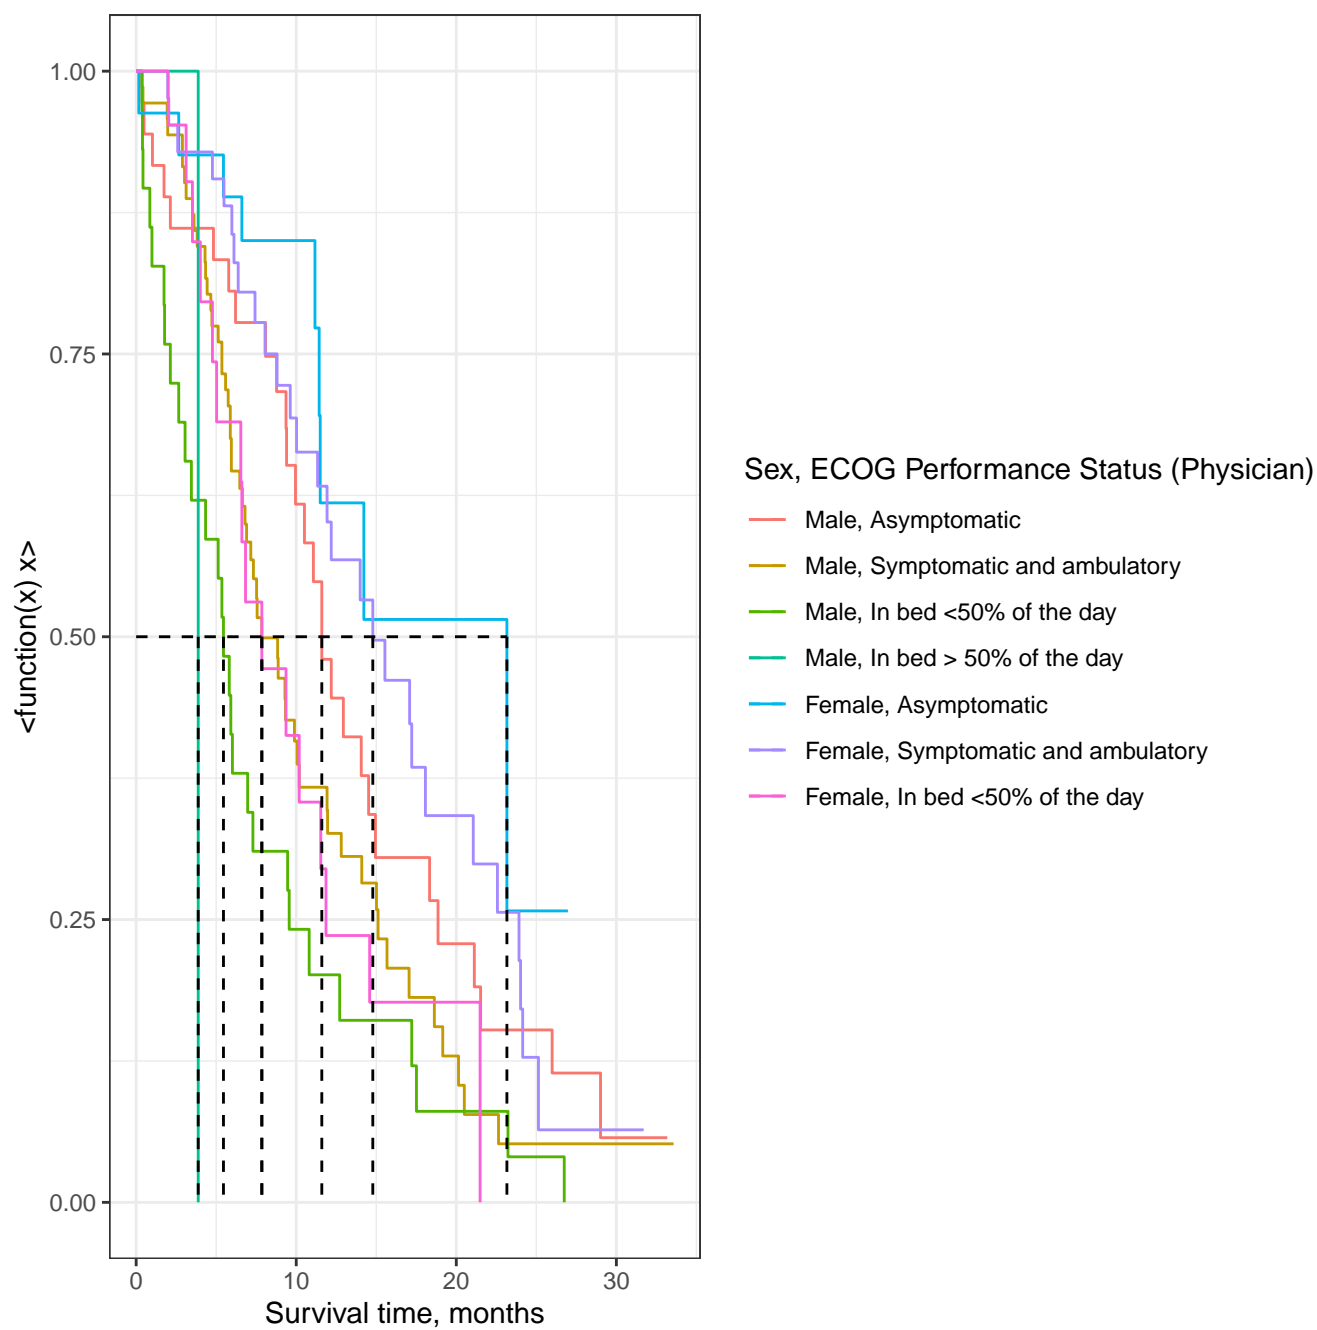 1.00
0.75
0.50
0.25
0.00
<function(x) x>
0
10
20
30
Survival time, months
Sex, ECOG Performance Status (Physician)
Male, Asymptomatic
Male, Symptomatic and ambulatory
Male, In bed <50% of the day
Male, In bed > 50% of the day
Female, Asymptomatic
Female, Symptomatic and ambulatory
Female, In bed <50% of the day